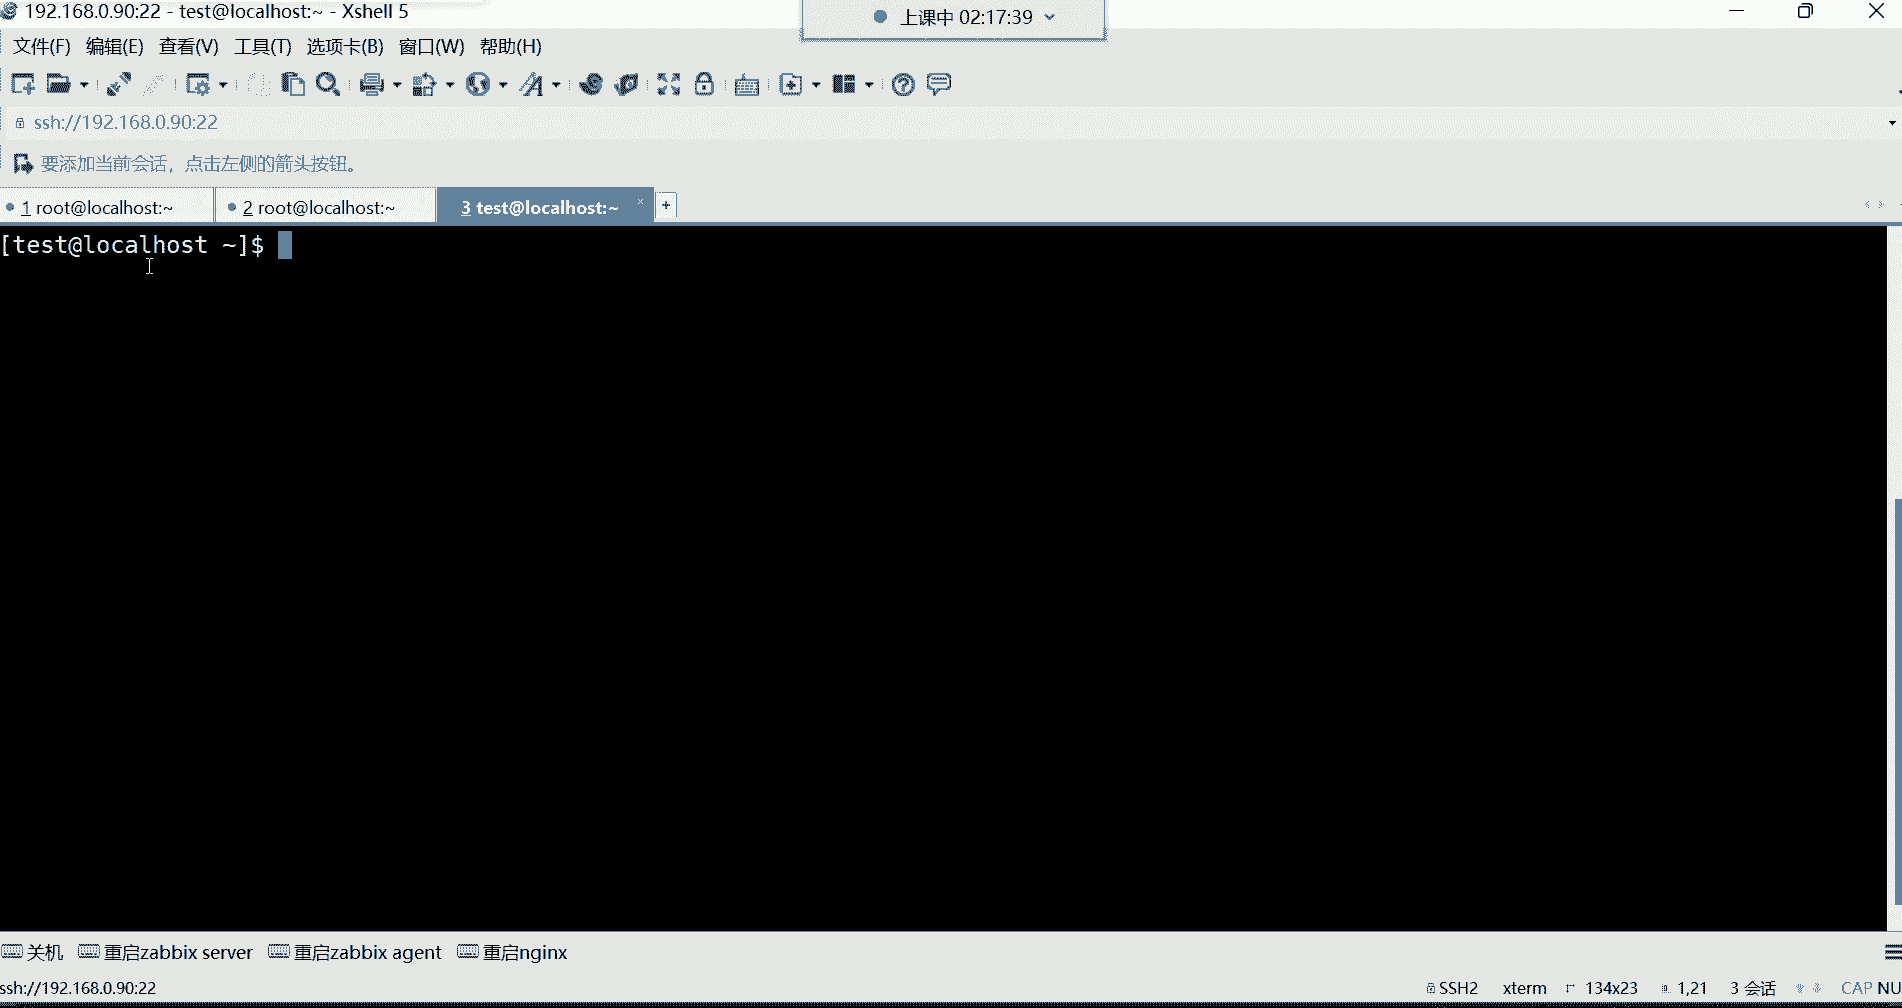 192.168.0.90:22 - test@localhost:~ - Xshell 5
上课中 02:17:39
文件(F) 编辑(E) 查看(V) 工具(T) 选项卡(B) 窗口(W) 帮助(H)
ssh://192.168.0.90:22
要添加当前会话，点击左侧的箭头按钮。
1 root@localhost:~ 2 root@localhost:~ 3 test@localhost:~ × +
[test@localhost ~]$
关机 重启zabbix server 重启zabbix agent 重启nginx
ssh://192.168.0.90:22 SSH2 xterm 134x23 1,21 3 会话 CAP NU